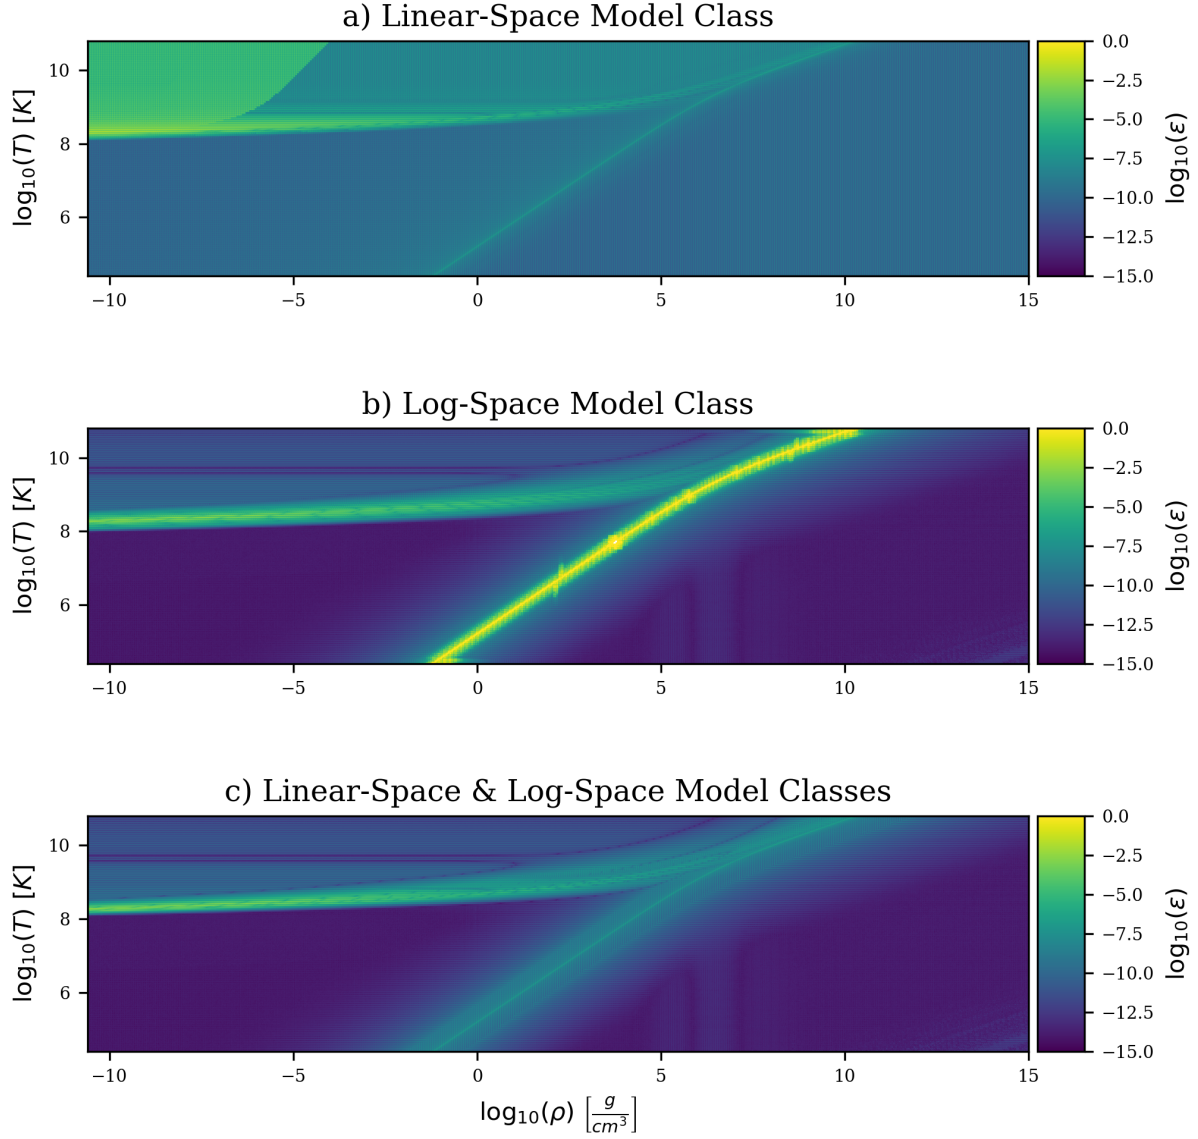 a) Linear-Space Model Class
log₁₀(T) [K]
10
8
6
−10 −5 0 5 10 15
0.0
−2.5
−5.0
−7.5
−10.0
−12.5
−15.0
log₁₀(ε)
b) Log-Space Model Class
log₁₀(T) [K]
10
8
6
−10 −5 0 5 10 15
0.0
−2.5
−5.0
−7.5
−10.0
−12.5
−15.0
log₁₀(ε)
c) Linear-Space & Log-Space Model Classes
log₁₀(T) [K]
10
8
6
−10 −5 0 5 10 15
0.0
−2.5
−5.0
−7.5
−10.0
−12.5
−15.0
log₁₀(ε)
log₁₀(ρ) [g/cm³]